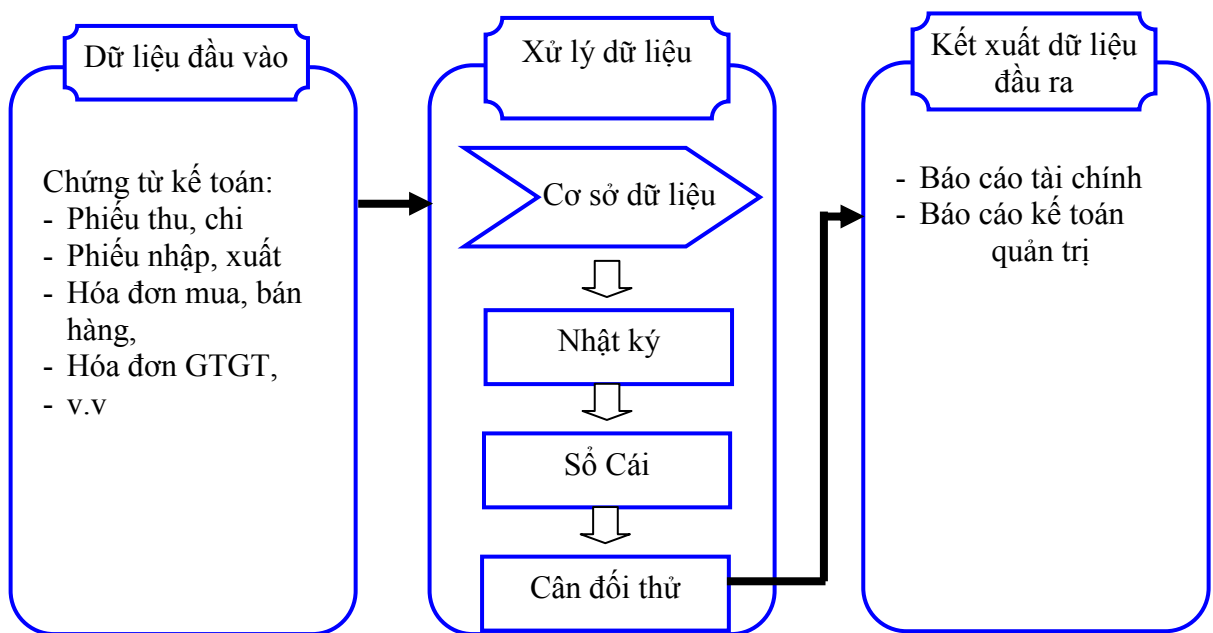 Dữ liệu đầu vào
Chứng từ kế toán:
- Phiếu thu, chi
- Phiếu nhập, xuất
- Hóa đơn mua, bán
hàng,
- Hóa đơn GTGT,
- v.v
Xử lý dữ liệu
Cơ sở dữ liệu
Nhật ký
Sổ Cái
Cân đối thử
Kết xuất dữ liệu
đầu ra
- Báo cáo tài chính
- Báo cáo kế toán
quản trị